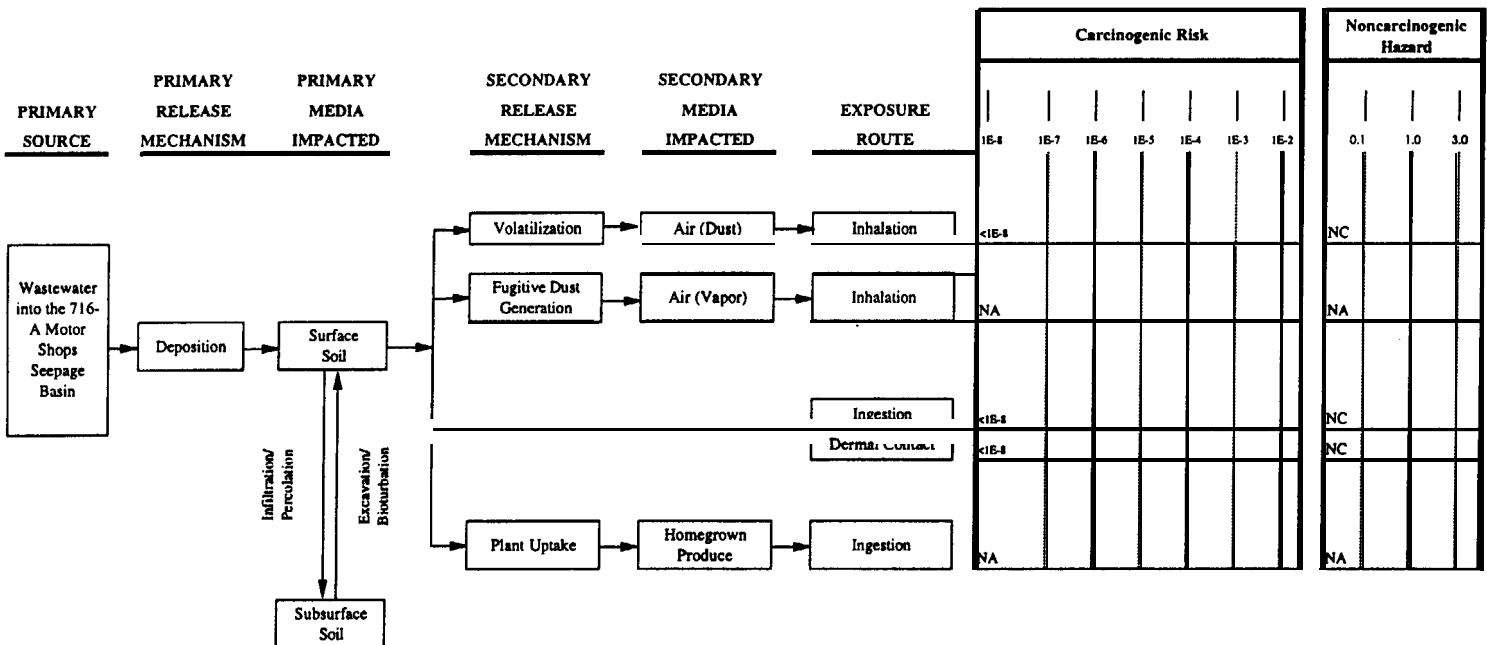 Carcinogenic Risk
Noncarcinogenic
Hazard
PRIMARY
SOURCE
PRIMARY
RELEASE
MECHANISM
PRIMARY
MEDIA
IMPACTED
SECONDARY
RELEASE
MECHANISM
SECONDARY
MEDIA
IMPACTED
EXPOSURE
ROUTE
1E-8 1E-7 1E-6 1E-5 1E-4 1E-3 1E-2
0.1 1.0 3.0
Volatilization
Air (Dust)
Inhalation
<1E-8
NC
Wastewater
into the 716-
A Motor
Shops
Seepage
Basin
Deposition
Surface
Soil
Fugitive Dust
Generation
Air (Vapor)
Inhalation
NA
NA
Ingestion
<1E-8
NC
Dermal Contact
<1E-8
NC
Infiltration/
Percolation
Excavation/
Bioturbation
Plant Uptake
Homegrown
Produce
Ingestion
NA
NA
Subsurface
Soil